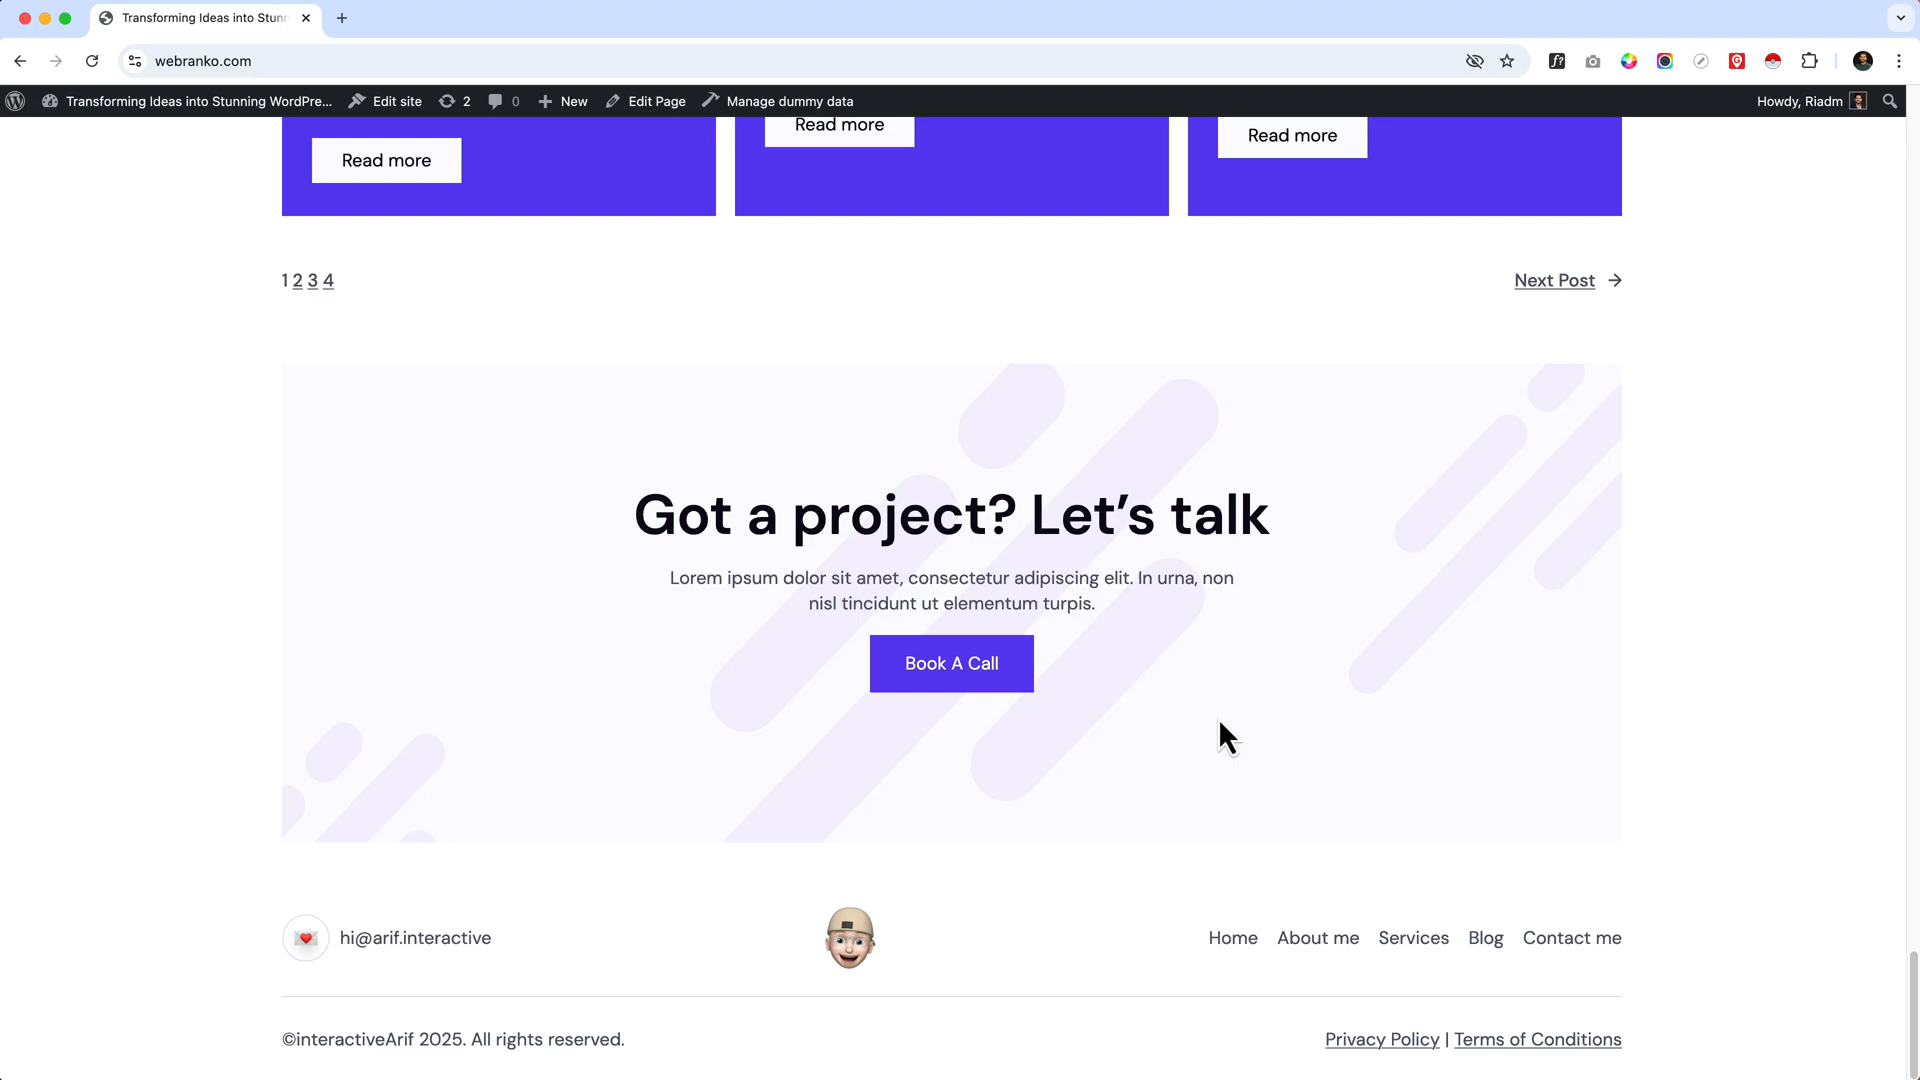 Transforming Ideas into Stunn
webranko.com
Transforming Ideas into Stunning WordPre... Edit site 2 0 New Edit Page Manage dummy data Howdy, Riadm
Read more
Read more
Read more
1 2 3 4
Next Post →
Got a project? Let’s talk
Lorem ipsum dolor sit amet, consectetur adipiscing elit. In urna, non
nisl tincidunt ut elementum turpis.
Book A Call
hi@arif.interactive
Home About me Services Blog Contact me
©interactiveArif 2025. All rights reserved.
Privacy Policy | Terms of Conditions